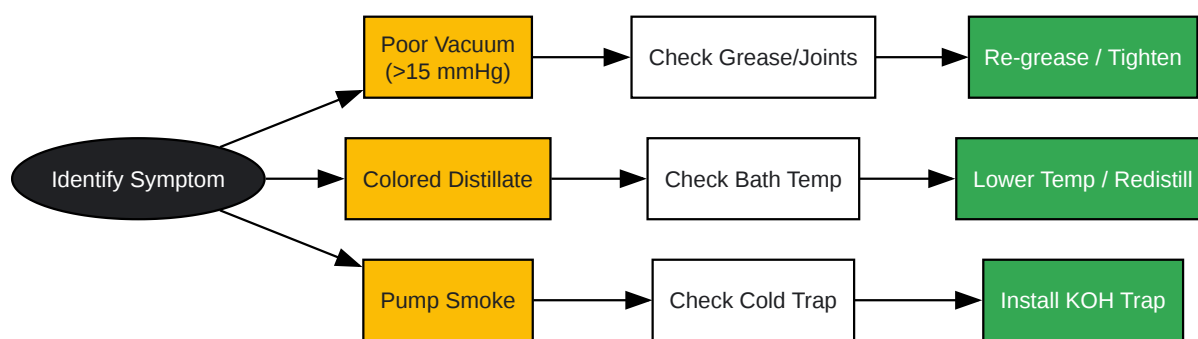 Poor Vacuum
(>15 mmHg)
Check Grease/Joints
Re-grease / Tighten
Identify Symptom
Colored Distillate
Check Bath Temp
Lower Temp / Redistill
Pump Smoke
Check Cold Trap
Install KOH Trap